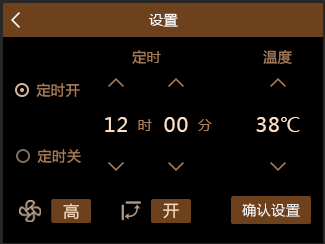 设置
定时 温度
定时开
12 时 00 分 38℃
定时关
高 开 确认设置